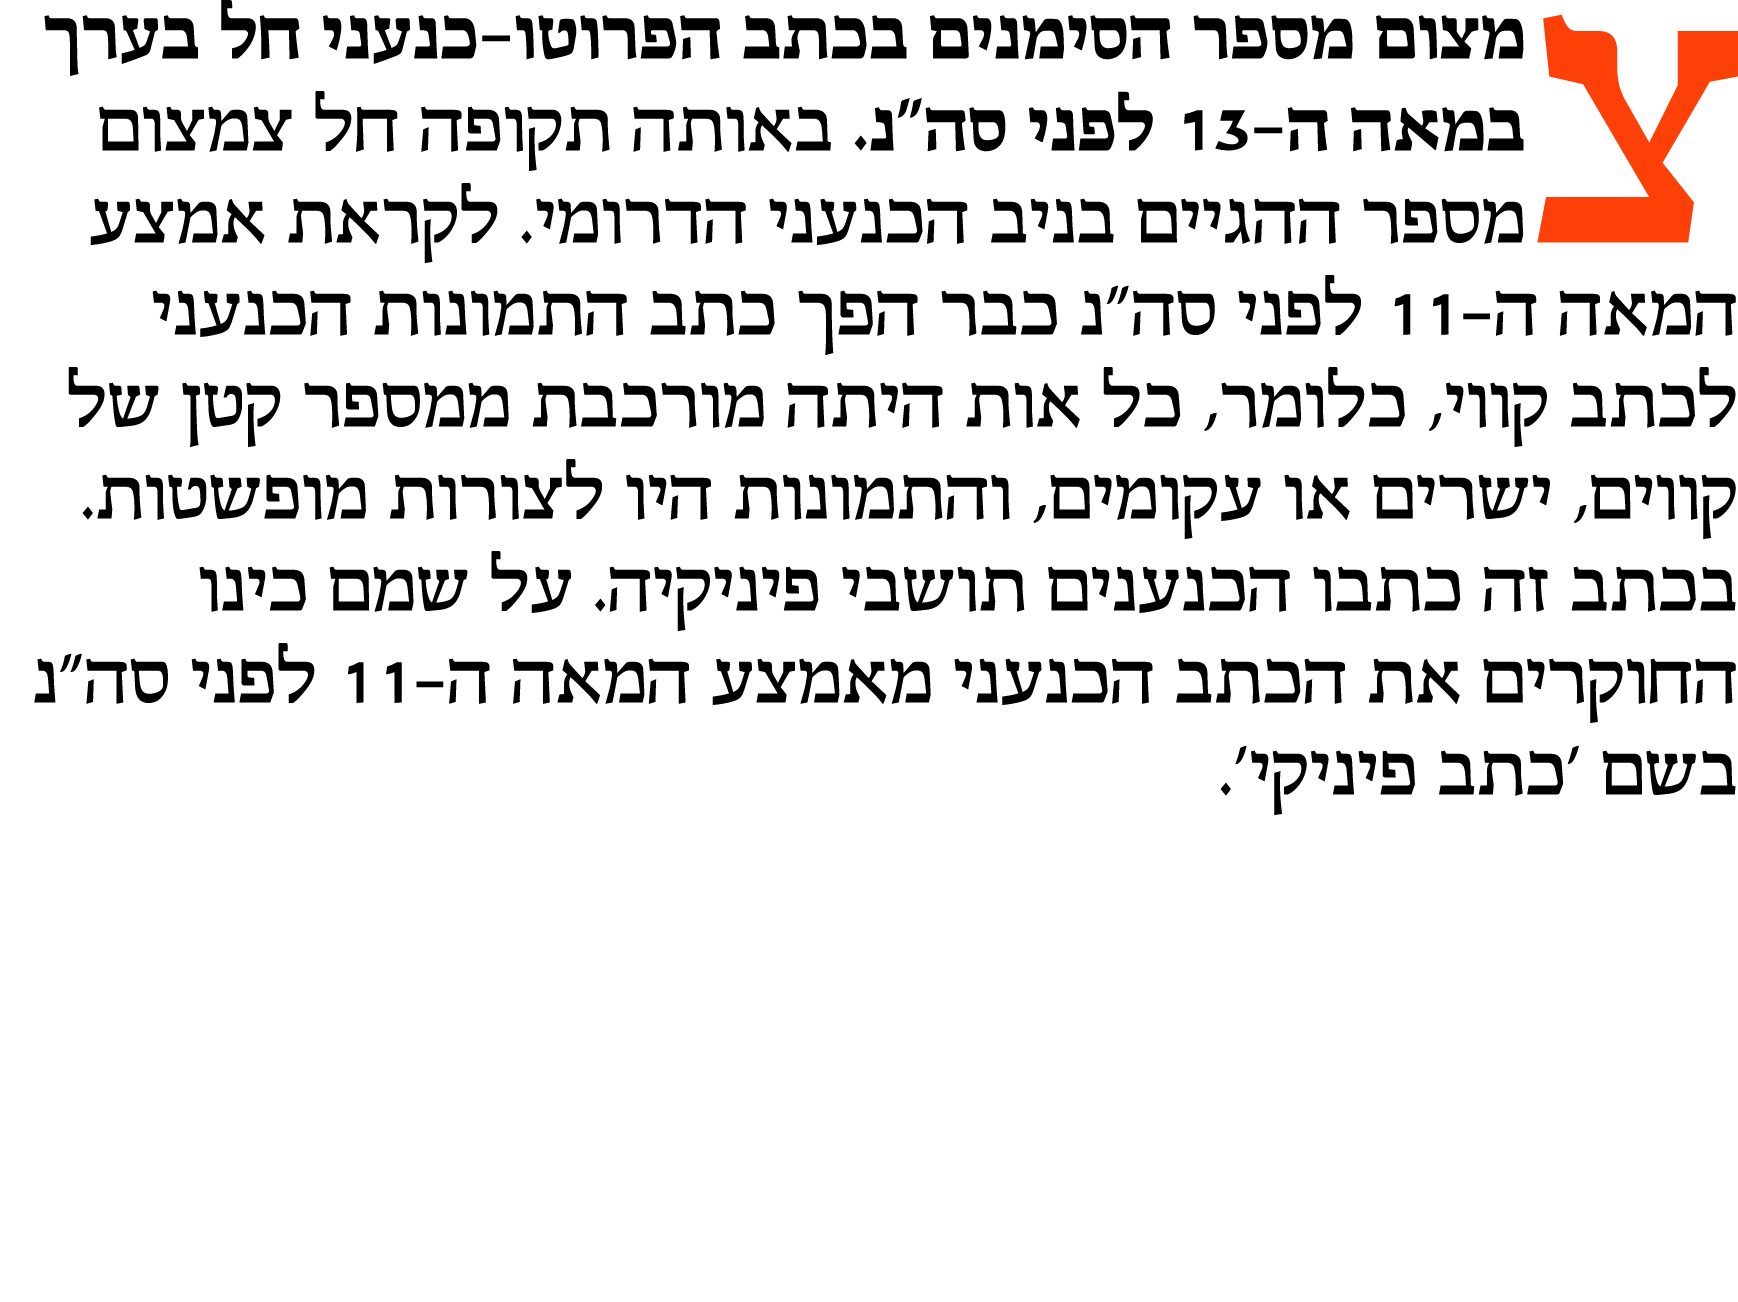 צמצום מספר הסימנים בכתב הפרוטו-כנעני חל בערך
במאה ה-13 לפני סה"נ. באותה תקופה חל צמצום
מספר ההגיים בניב הכנעני הדרומי. לקראת אמצע
המאה ה-11 לפני סה"נ כבר הפך כתב התמונות הכנעני
לכתב קווי, כלומר, כל אות היתה מורכבת ממספר קטן של
קווים, ישרים או עקומים, והתמונות היו לצורות מופשטות.
בכתב זה כתבו הכנענים תושבי פיניקיה. על שמם כינו
החוקרים את הכתב הכנעני מאמצע המאה ה-11 לפני סה"נ
בשם 'כתב פיניקי'.